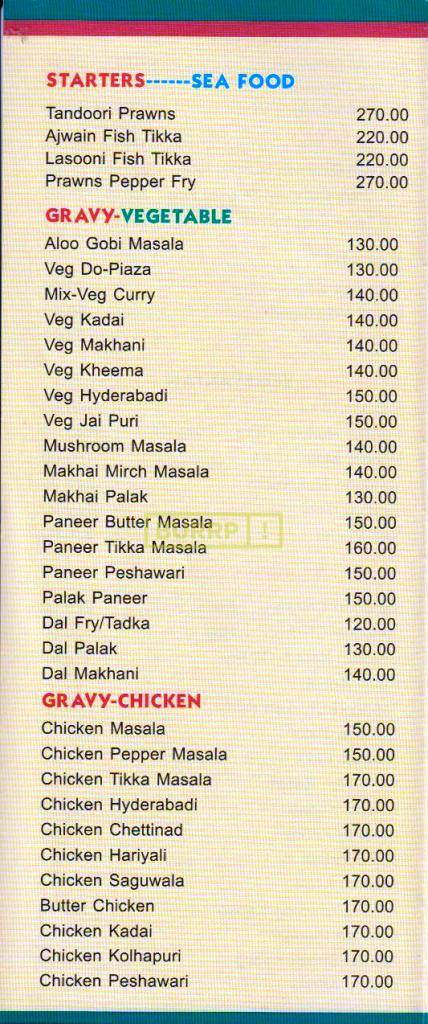 STARTERS------SEA FOOD
Tandoori Prawns 270.00
Ajwain Fish Tikka 220.00
Lasooni Fish Tikka 220.00
Prawns Pepper Fry 270.00
GRAVY-VEGETABLE
Aloo Gobi Masala 130.00
Veg Do-Piaza 130.00
Mix-Veg Curry 140.00
Veg Kadai 140.00
Veg Makhani 140.00
Veg Kheema 140.00
Veg Hyderabadi 150.00
Veg Jai Puri 150.00
Mushroom Masala 140.00
Makhai Mirch Masala 140.00
Makhai Palak 130.00
Paneer Butter Masala 150.00
BURRP!
Paneer Tikka Masala 160.00
Paneer Peshawari 150.00
Palak Paneer 150.00
Dal Fry/Tadka 120.00
Dal Palak 130.00
Dal Makhani 140.00
GRAVY-CHICKEN
Chicken Masala 150.00
Chicken Pepper Masala 150.00
Chicken Tikka Masala 170.00
Chicken Hyderabadi 170.00
Chicken Chettinad 170.00
Chicken Hariyali 170.00
Chicken Saguwala 170.00
Butter Chicken 170.00
Chicken Kadai 170.00
Chicken Kolhapuri 170.00
Chicken Peshawari 170.00